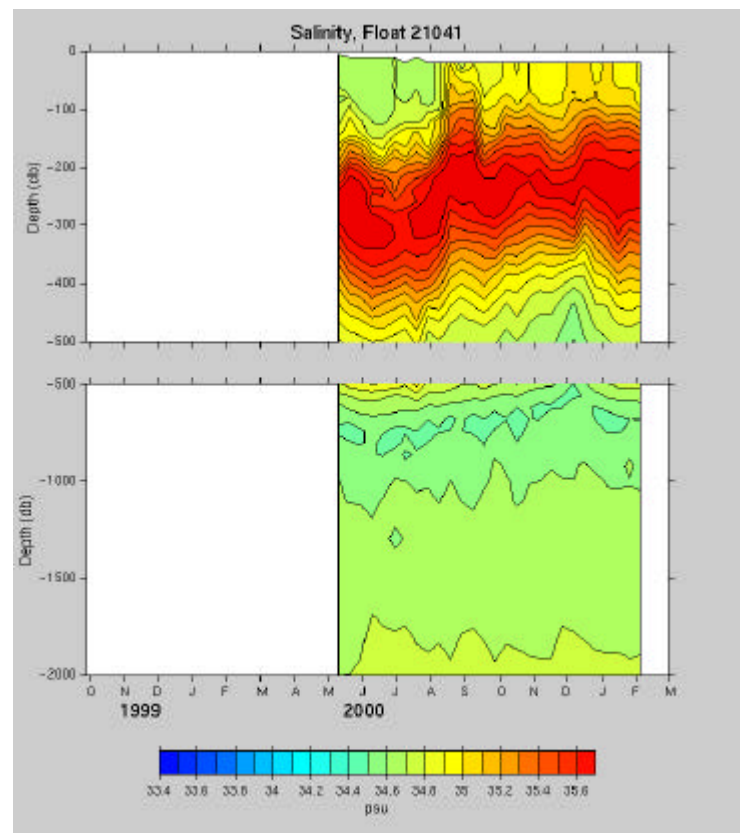 Salinity, Float 21041
0
-100
-200
-300
-400
-500
Depth (db)
-500
-1000
-1500
-2000
Depth (db)
O N D J F M A M J J A S O N D J F M
1999 2000
33.4 33.6 33.8 34 34.2 34.4 34.6 34.8 35 35.2 35.4 35.6
psu